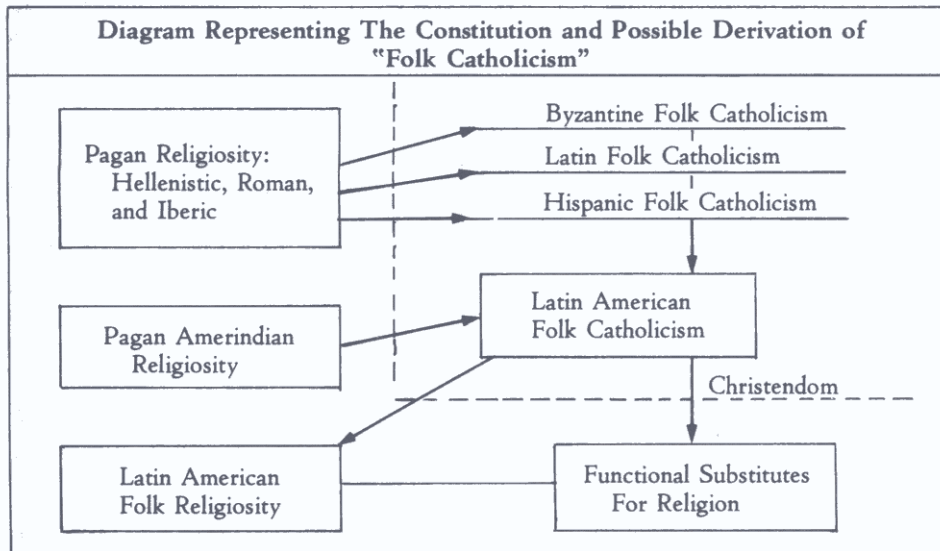 Diagram Representing The Constitution and Possible Derivation of
"Folk Catholicism"
Pagan Religiosity:
Hellenistic, Roman,
and Iberic
Byzantine Folk Catholicism
Latin Folk Catholicism
Hispanic Folk Catholicism
Pagan Amerindian
Religiosity
Latin American
Folk Catholicism
Christendom
Latin American
Folk Religiosity
Functional Substitutes
For Religion